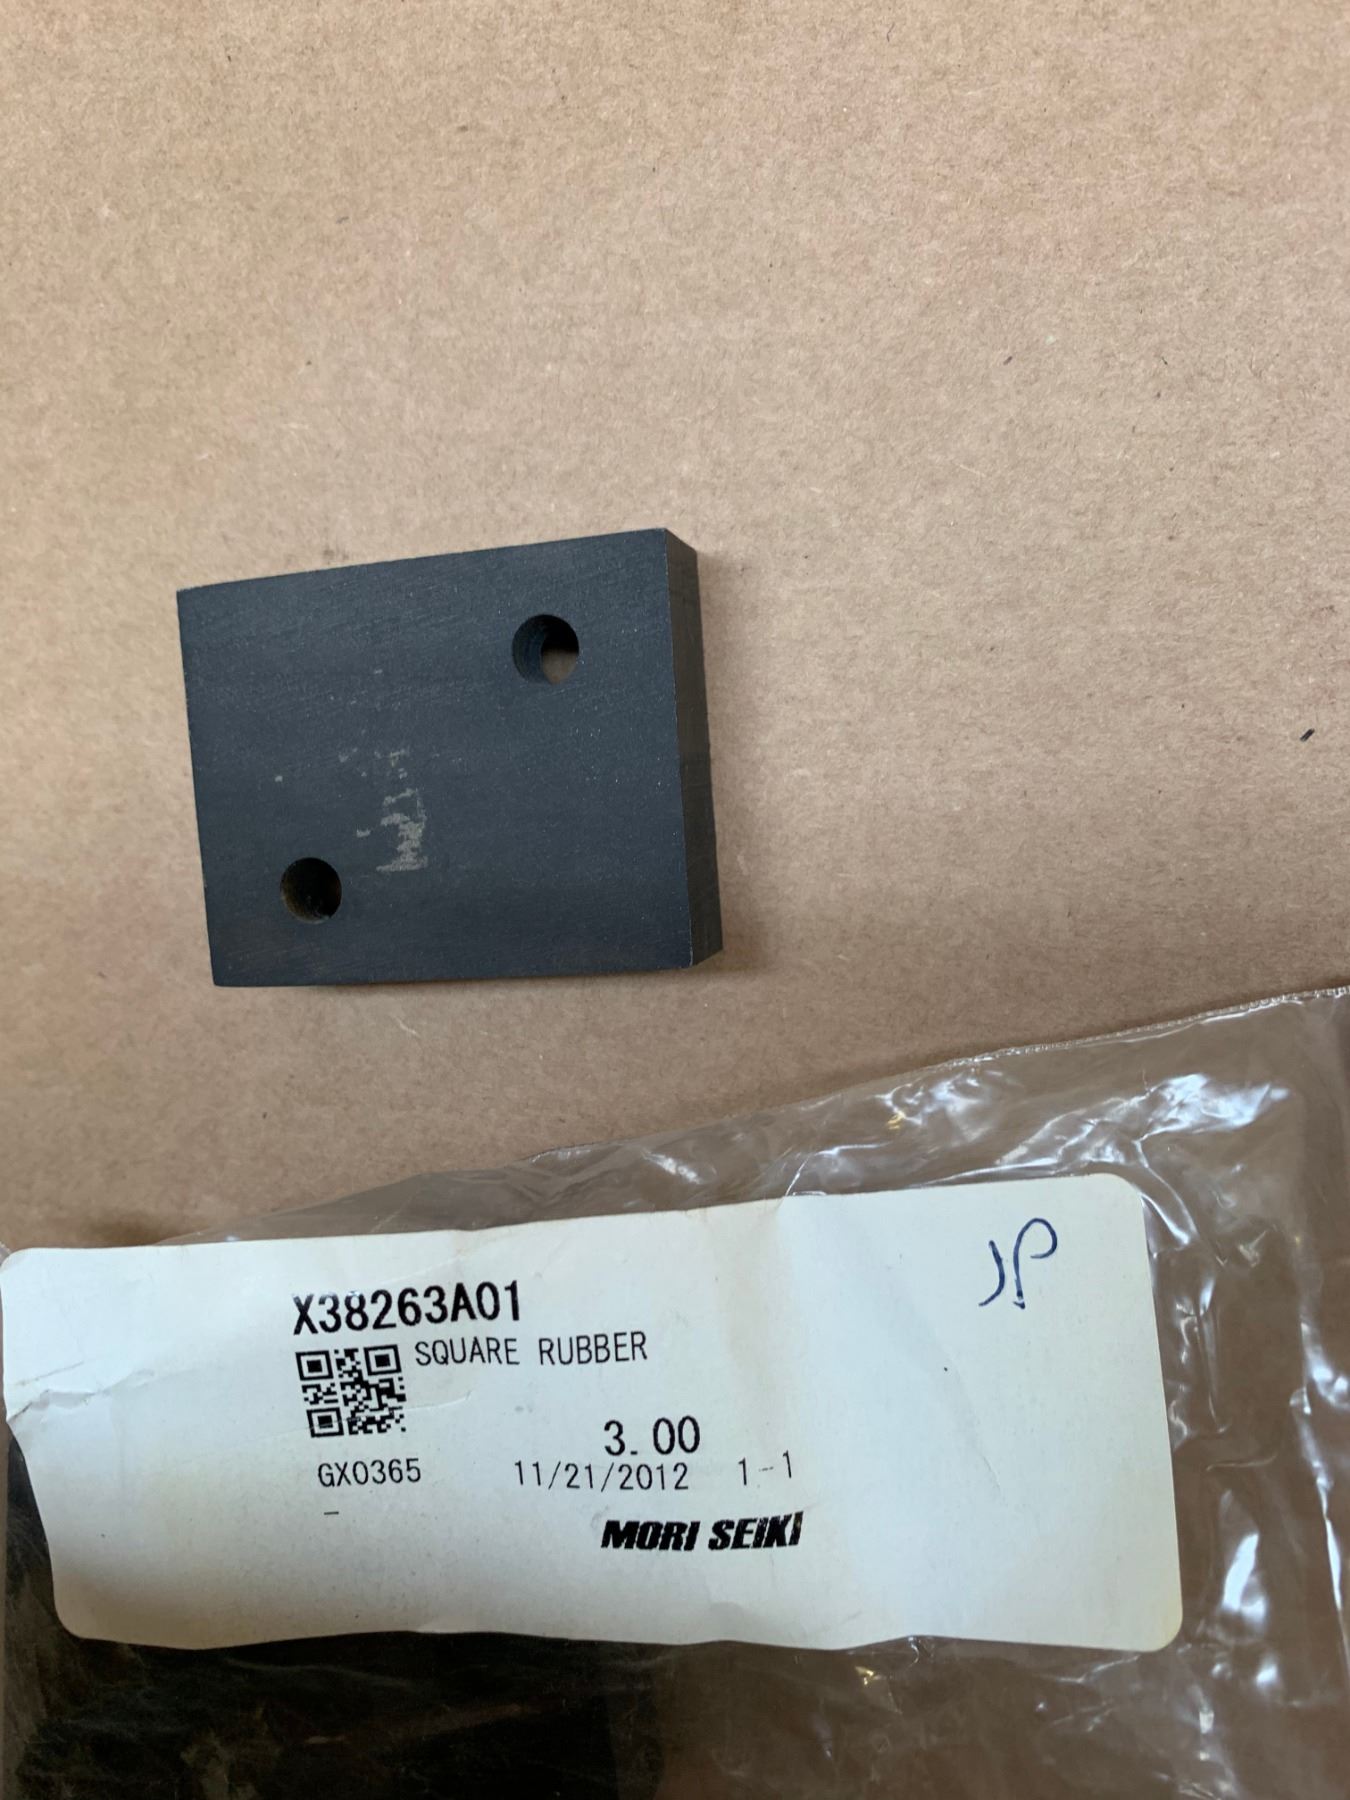 X38263A01
SQUARE RUBBER
3.00
GX0365 11/21/2012 1-1
-
MORI SEIKI
JP